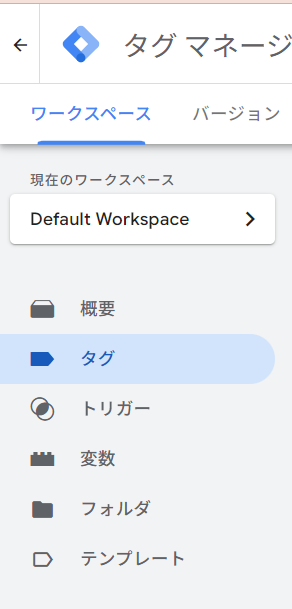 タグ マネージ
ワークスペース
バージョン
現在のワークスペース
Default Workspace
概要
タグ
トリガー
変数
フォルダ
テンプレート